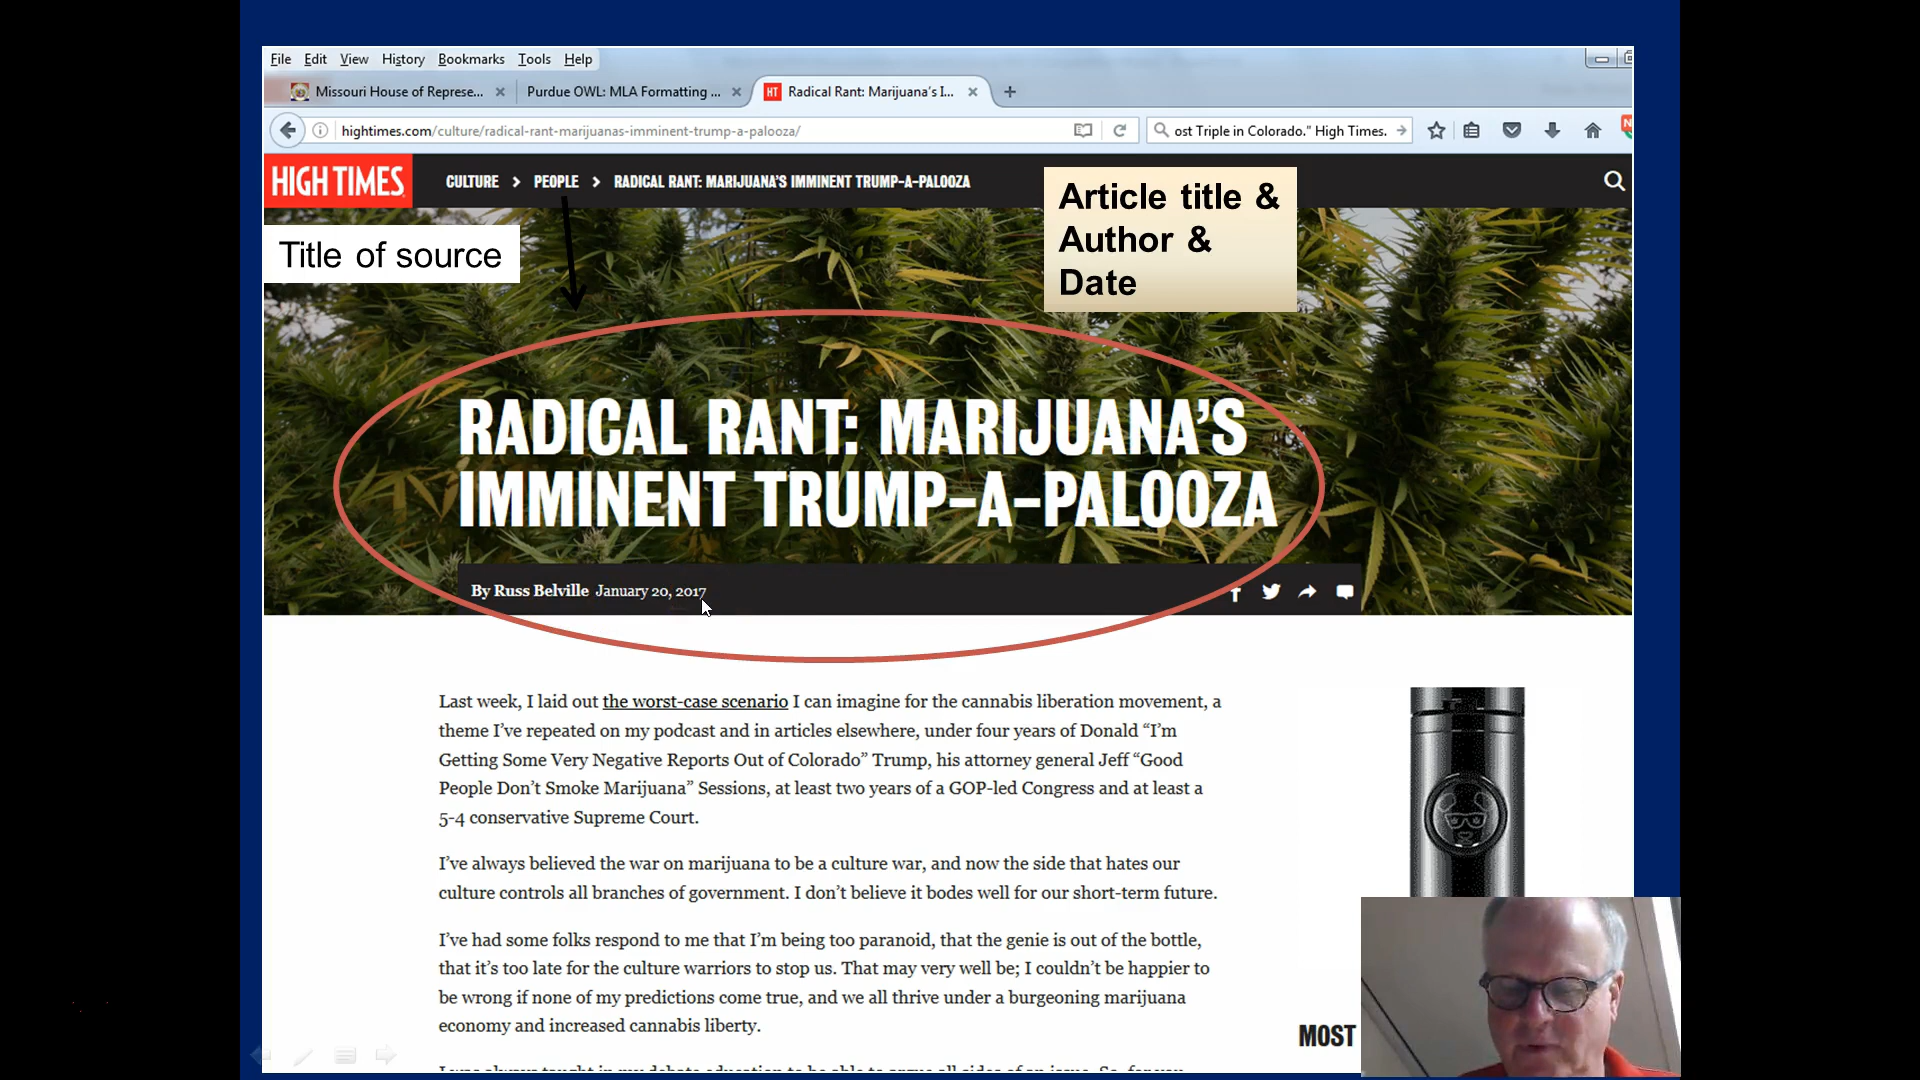 File Edit View History Bookmarks Tools Help
Missouri House of Represe... Purdue OWL: MLA Formatting ... HT Radical Rant: Marijuana's I...
hightimes.com/culture/radical-rant-marijuanas-imminent-trump-a-palooza/ ost Triple in Colorado." High Times.
HIGH TIMES CULTURE > PEOPLE > RADICAL RANT: MARIJUANA'S IMMINENT TRUMP-A-PALOOZA
Title of source
Article title &
Author &
Date
RADICAL RANT: MARIJUANA'S
IMMINENT TRUMP-A-PALOOZA
By Russ Belville January 20, 2017
Last week, I laid out the worst-case scenario I can imagine for the cannabis liberation movement, a
theme I've repeated on my podcast and in articles elsewhere, under four years of Donald “I'm
Getting Some Very Negative Reports Out of Colorado” Trump, his attorney general Jeff “Good
People Don't Smoke Marijuana” Sessions, at least two years of a GOP-led Congress and at least a
5-4 conservative Supreme Court.
I've always believed the war on marijuana to be a culture war, and now the side that hates our
culture controls all branches of government. I don't believe it bodes well for our short-term future.
I've had some folks respond to me that I'm being too paranoid, that the genie is out of the bottle,
that it's too late for the culture warriors to stop us. That may very well be; I couldn't be happier to
be wrong if none of my predictions come true, and we all thrive under a burgeoning marijuana
economy and increased cannabis liberty.
MOST